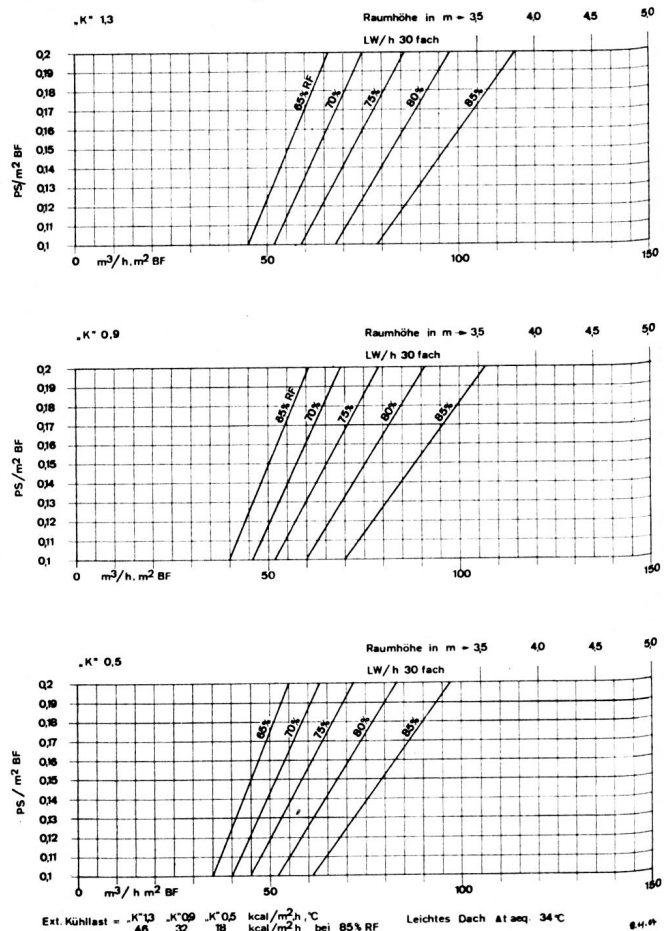 „K" 1,3 Raumhöhe in m → 3,5 4,0 4,5 5,0
LW/h 30 fach
0,2
0,19
0,18
0,17
0,16
0,15
0,14
0,13
0,12
0,11
0,1
PS/m² BF
65% RF 70% 75% 80% 85%
0 m³/h.m² BF 50 100 150
„K" 0,9 Raumhöhe in m → 3,5 4,0 4,5 5,0
LW/h 30 fach
0,2
0,19
0,18
0,17
0,16
0,15
0,14
0,13
0,12
0,11
0,1
PS/m² BF
65% RF 70% 75% 80% 85%
0 m³/h.m² BF 50 100 150
„K" 0,5 Raumhöhe in m → 3,5 4,0 4,5 5,0
LW/h 30 fach
0,2
0,19
0,18
0,17
0,16
0,15
0,14
0,13
0,12
0,11
0,1
PS / m² BF
65% 70% 75% 80% 85%
0 m³/h m² BF 50 100 150
Ext. Kühllast = „K" 1,3 „K" 0,9 „K" 0,5 kcal/m²,h,°C Leichtes Dach Δt aeq. 34°C
46 32 18 kcal/m² h bei 85% RF